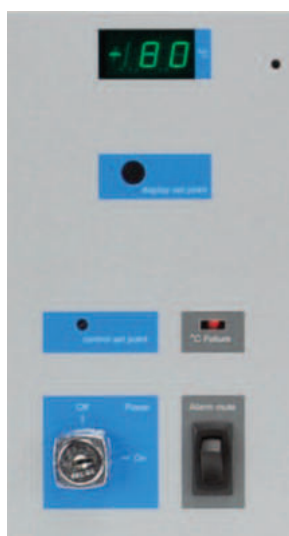 -80 °C
display set point
control set point
°C Failure
Off Power
Alarm mute
On